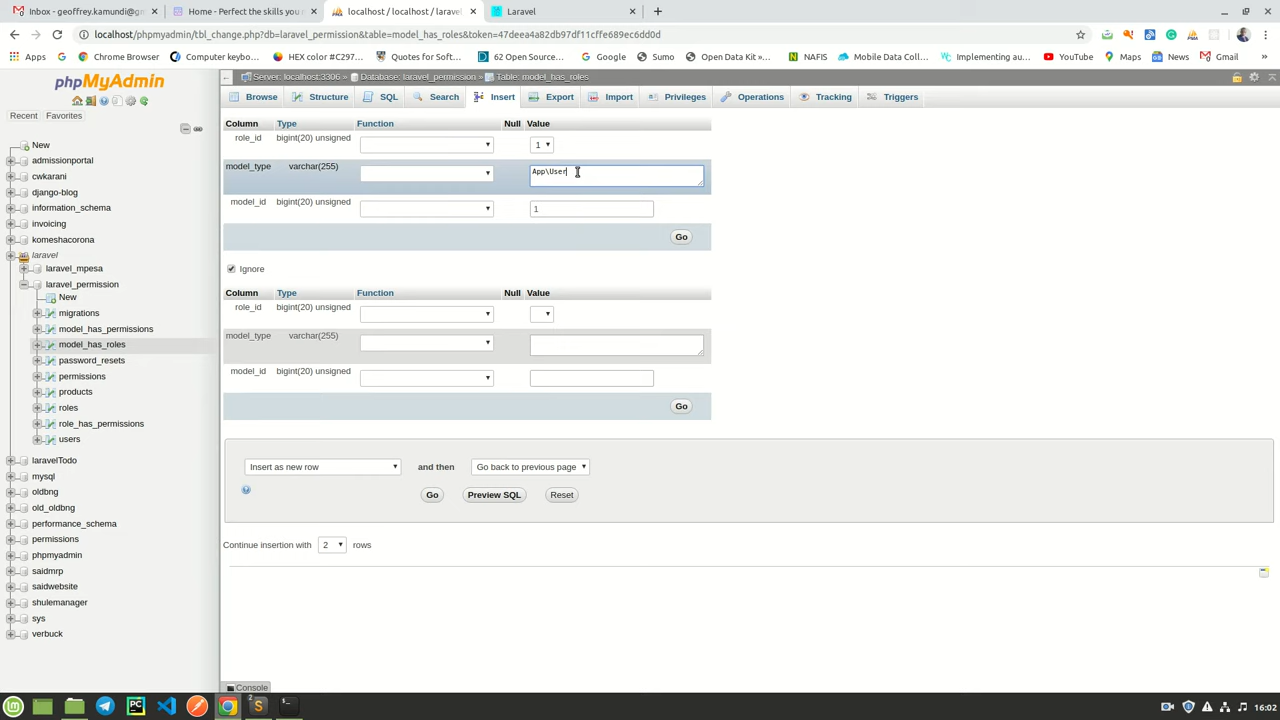 Inbox - geoffrey.kamundi@g
Home - Perfect the skills you n
localhost / localhost / larave
Laravel
localhost/phpmyadmin/tbl_change.php?db=laravel_permission&table=model_has_roles&token=47deea4a82db97df11cffe689ec6dd0d
Apps
Chrome Browser
Computer keybo...
HEX color #C297...
Quotes for Soft...
62 Open Source...
Google
Sumo
Open Data Kit »...
NAFIS
Mobile Data Coll...
Implementing au...
YouTube
Maps
News
Gmail
phpMyAdmin
Recent
Favorites
New
admissionportal
cwkarani
django-blog
information_schema
invoicing
komeshacorona
laravel
laravel_mpesa
laravel_permission
New
migrations
model_has_permissions
model_has_roles
password_resets
permissions
products
roles
role_has_permissions
users
laravelTodo
mysql
oldbng
old_oldbng
performance_schema
permissions
phpmyadmin
saidmrp
saidwebsite
shulemanager
sys
verbuck
Server: localhost:3306 » Database: laravel_permission » Table: model_has_roles
Browse
Structure
SQL
Search
Insert
Export
Import
Privileges
Operations
Tracking
Triggers
Column Type Function Null Value
role_id bigint(20) unsigned 1
model_type varchar(255) App\User
model_id bigint(20) unsigned 1
Go
Ignore
Column Type Function Null Value
role_id bigint(20) unsigned
model_type varchar(255)
model_id bigint(20) unsigned
Go
Insert as new row and then Go back to previous page
Go Preview SQL Reset
Continue insertion with 2 rows
Console
16:02